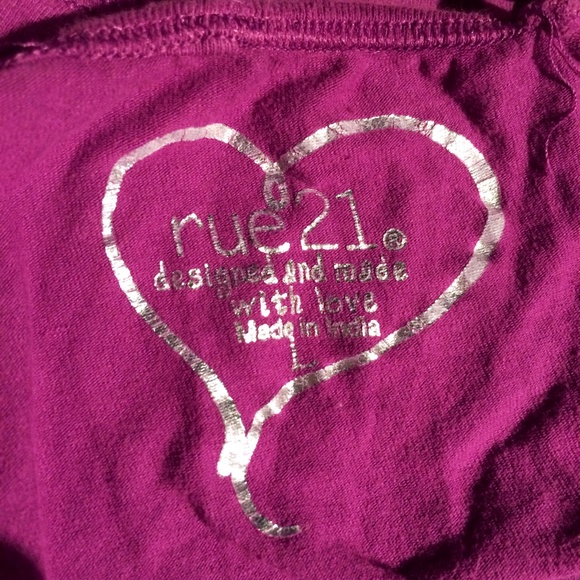 rue21®
designed and made
with love
Made in India
L